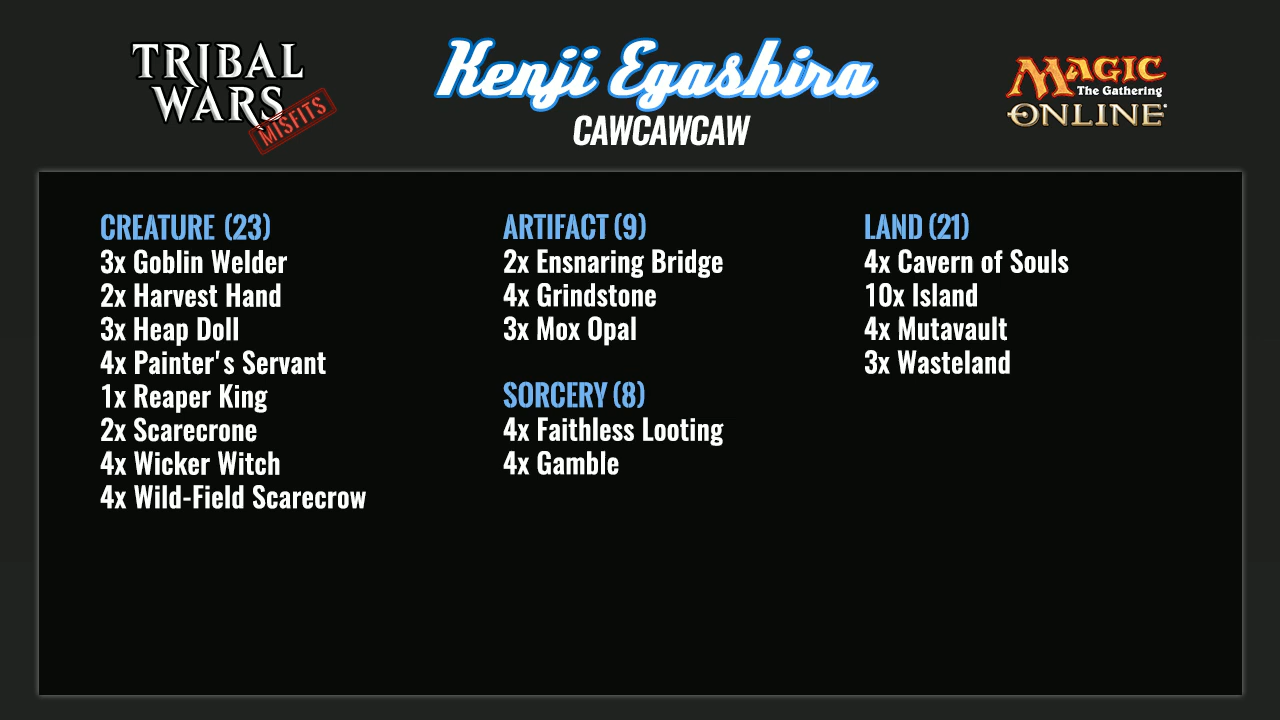 TRIBAL
WARS
MISFITS
Kenji Egashira
CAWCAWCAW
MAGIC
The Gathering
ONLINE
CREATURE (23)
3x Goblin Welder
2x Harvest Hand
3x Heap Doll
4x Painter's Servant
1x Reaper King
2x Scarecrone
4x Wicker Witch
4x Wild-Field Scarecrow
ARTIFACT (9)
2x Ensnaring Bridge
4x Grindstone
3x Mox Opal
SORCERY (8)
4x Faithless Looting
4x Gamble
LAND (21)
4x Cavern of Souls
10x Island
4x Mutavault
3x Wasteland